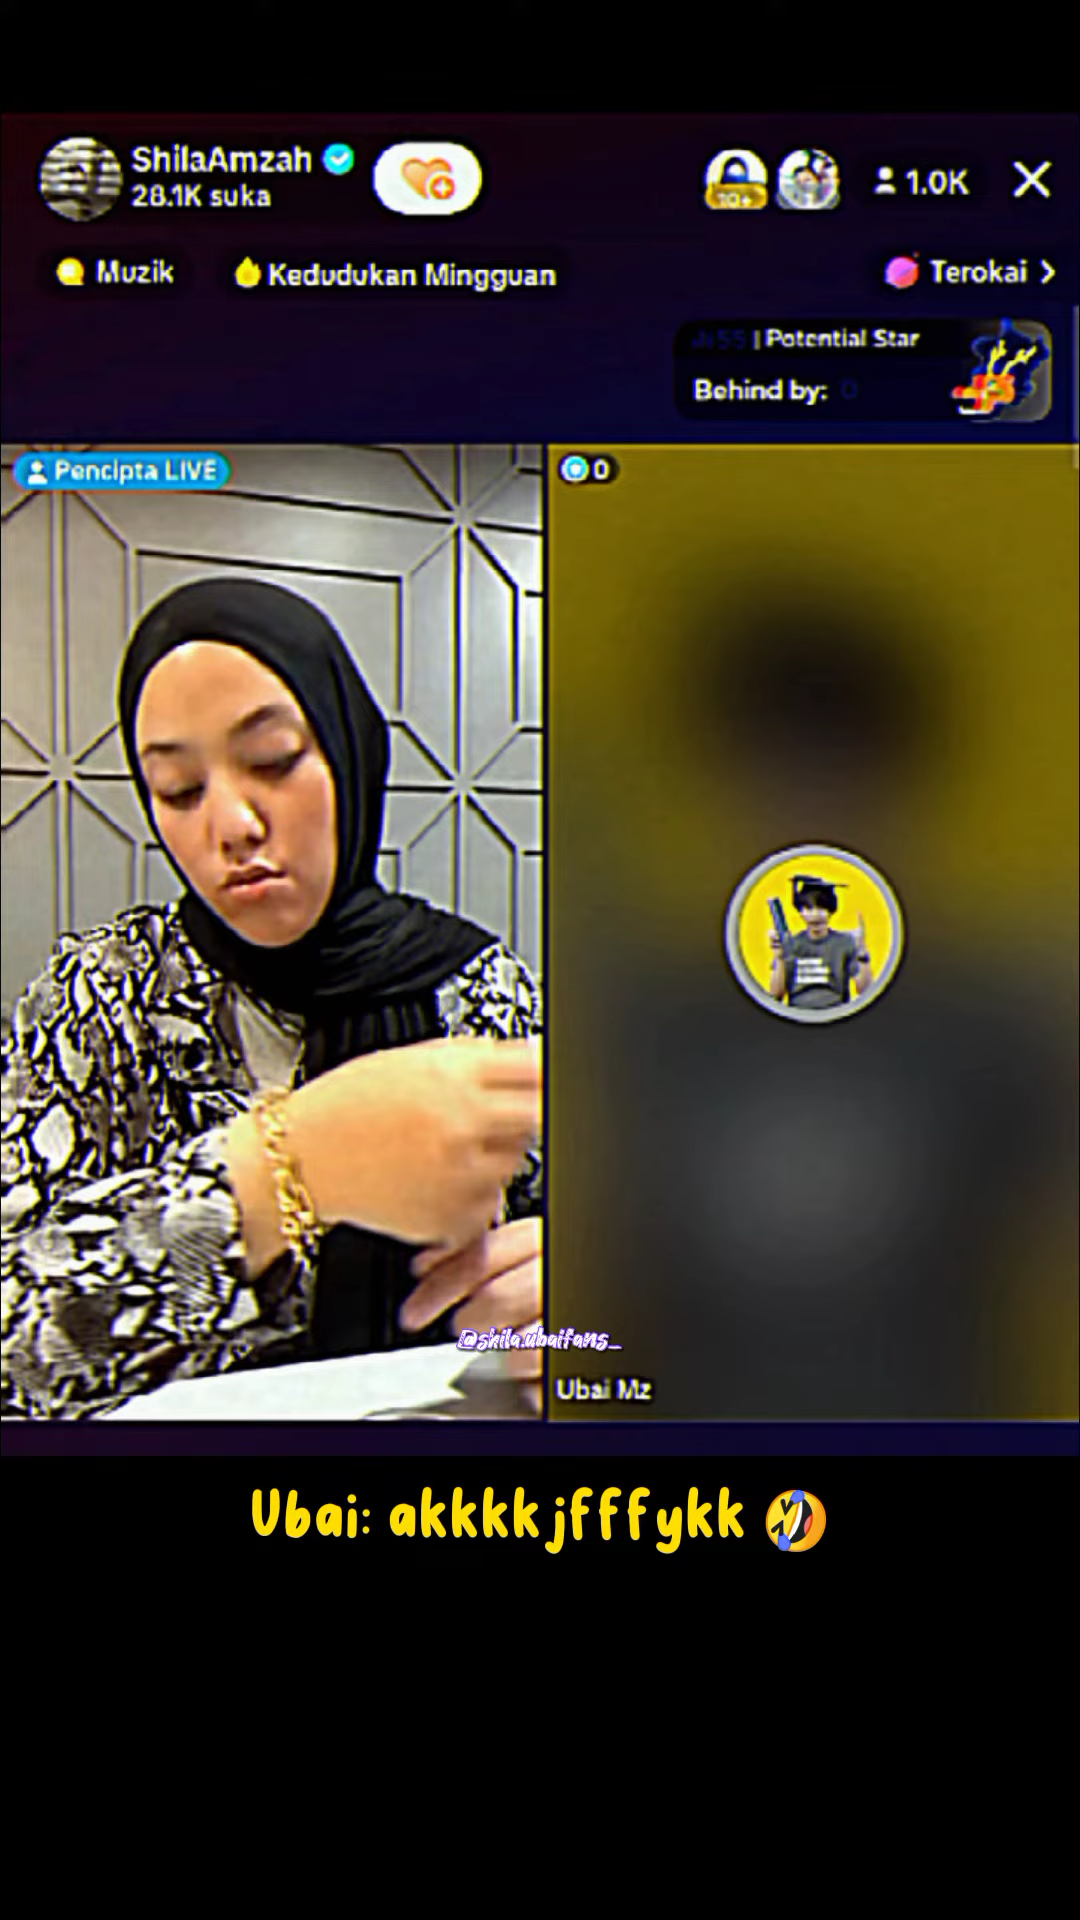 ShilaAmzah
28.1K suka
1.0K
Muzik
Kedudukan Mingguan
Terokai
| Potential Star
Behind by: 0
Pencipta LIVE
0
@shila.ubaifans_
Ubai Mz
Ubai: akkkkjfffykk 🤣